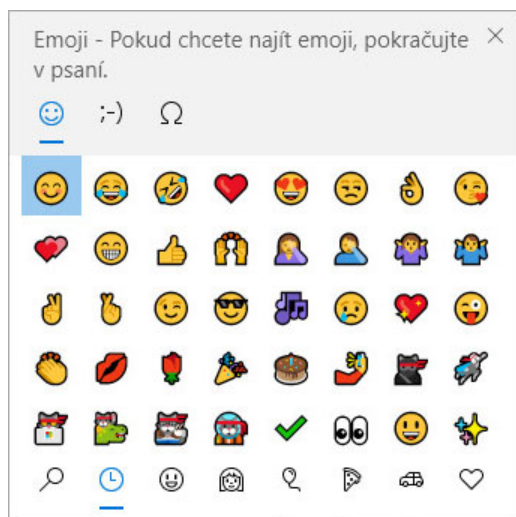 Emoji - Pokud chcete najít emoji, pokračujte
v psaní.
;-) Ω